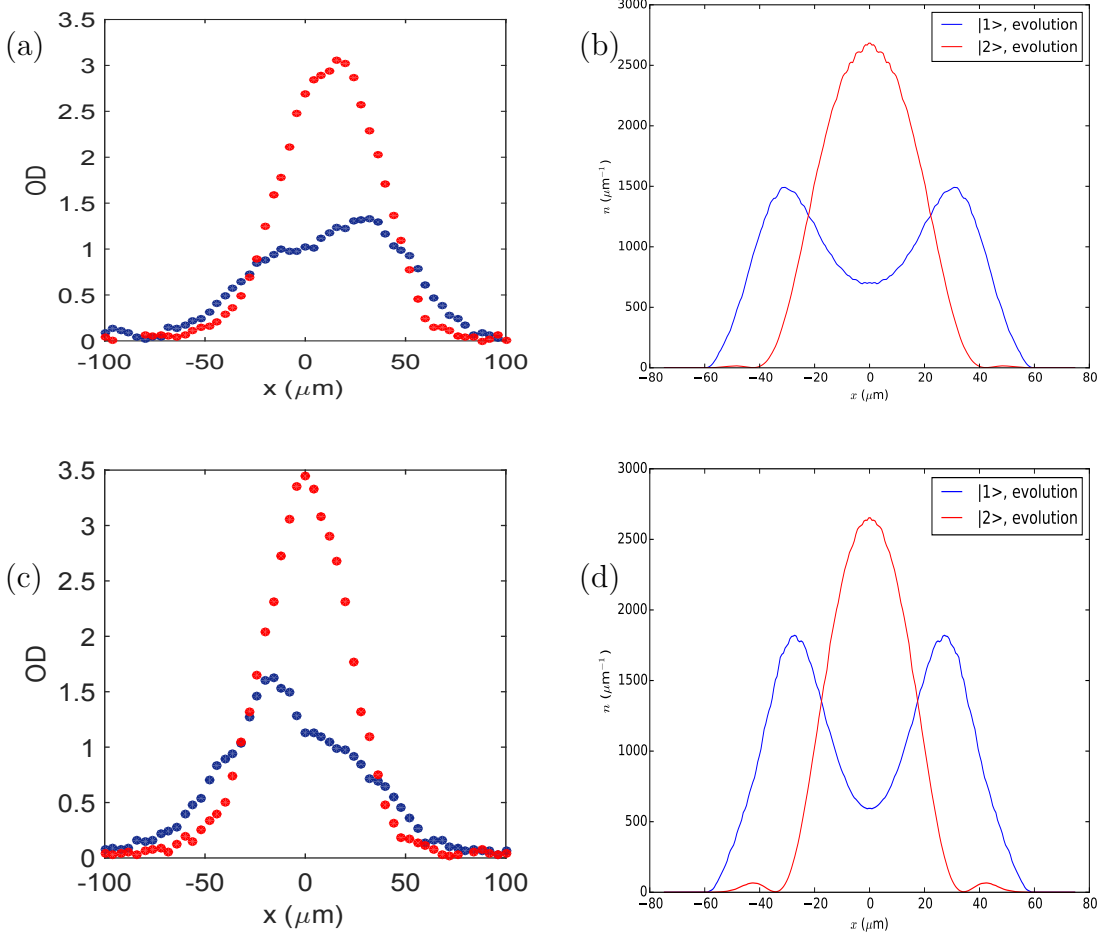 (a)
3.5
3
2.5
2
1.5
1
0.5
0
OD
-100 -50 0 50 100
x (μm)
(b)
3000
2500
2000
1500
1000
500
0
n (μm⁻¹)
|1>, evolution
|2>, evolution
−80 −60 −40 −20 0 20 40 60 80
x (μm)
(c)
3.5
3
2.5
2
1.5
1
0.5
0
OD
-100 -50 0 50 100
x (μm)
(d)
3000
2500
2000
1500
1000
500
0
n (μm⁻¹)
|1>, evolution
|2>, evolution
−80 −60 −40 −20 0 20 40 60 80
x (μm)